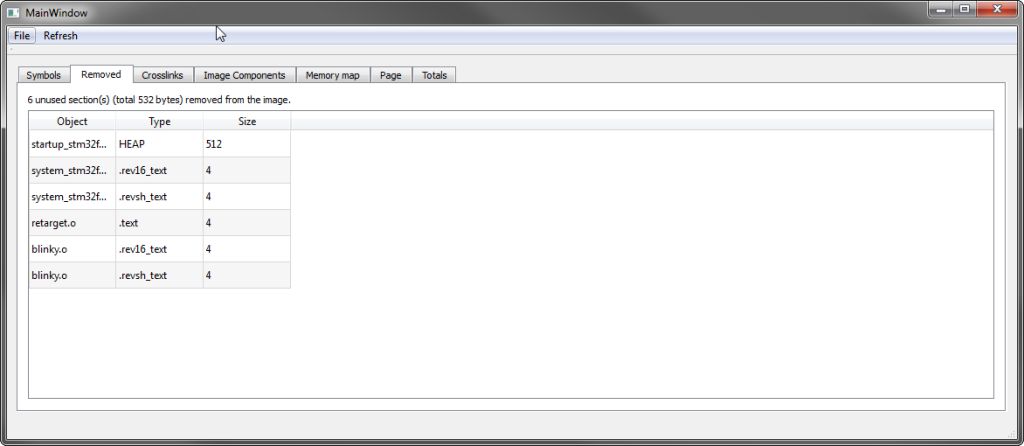 MainWindow
File Refresh
Symbols Removed Crosslinks Image Components Memory map Page Totals
6 unused section(s) (total 532 bytes) removed from the image.
Object Type Size
startup_stm32f... HEAP 512
system_stm32f... .rev16_text 4
system_stm32f... .revsh_text 4
retarget.o .text 4
blinky.o .rev16_text 4
blinky.o .revsh_text 4